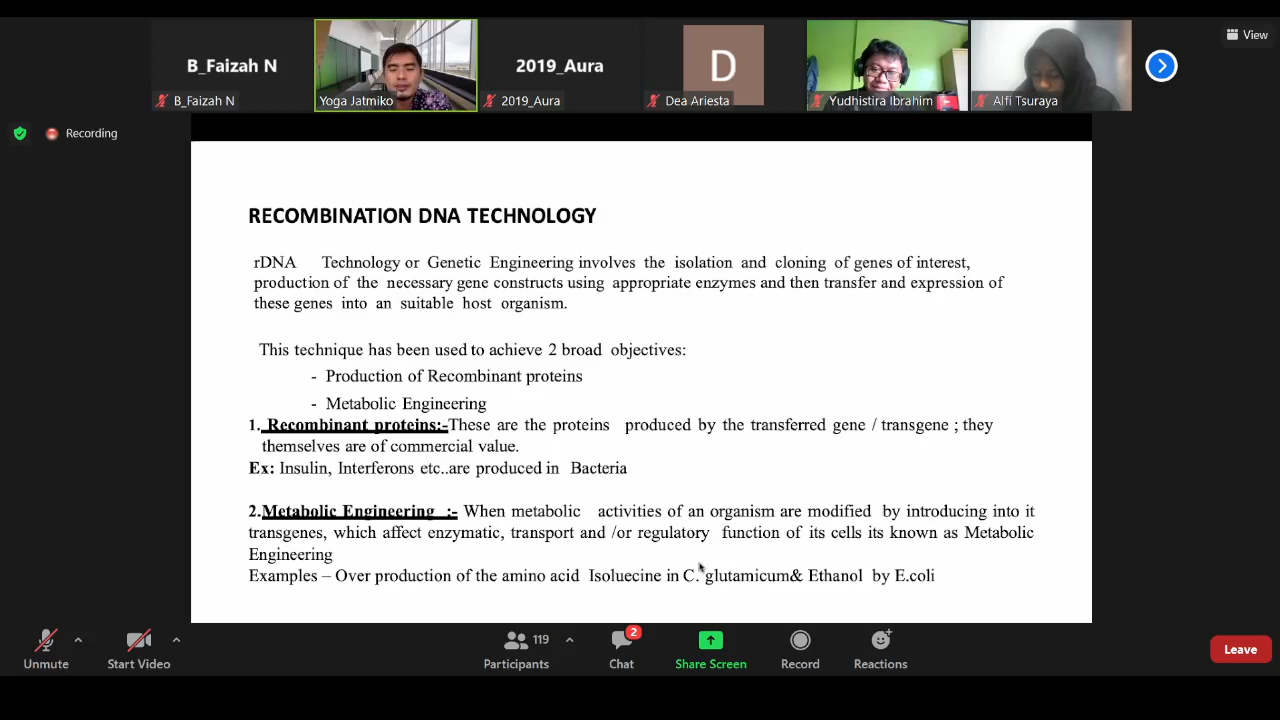 B_Faizah N
2019_Aura
D
B_Faizah N
Yoga Jatmiko
2019_Aura
Dea Ariesta
Yudhistira Ibrahim
Alfi Tsuraya
View
Recording
RECOMBINATION DNA TECHNOLOGY
rDNA Technology or Genetic Engineering involves the isolation and cloning of genes of interest,
production of the necessary gene constructs using appropriate enzymes and then transfer and expression of
these genes into an suitable host organism.
This technique has been used to achieve 2 broad objectives:
- Production of Recombinant proteins
- Metabolic Engineering
1. Recombinant proteins:-These are the proteins produced by the transferred gene / transgene ; they
themselves are of commercial value.
Ex: Insulin, Interferons etc..are produced in Bacteria
2.Metabolic Engineering :- When metabolic activities of an organism are modified by introducing into it
transgenes, which affect enzymatic, transport and /or regulatory function of its cells its known as Metabolic
Engineering
Examples – Over production of the amino acid Isoluecine in C. glutamicum& Ethanol by E.coli
119
2
Unmute
Start Video
Participants
Chat
Share Screen
Record
Reactions
Leave